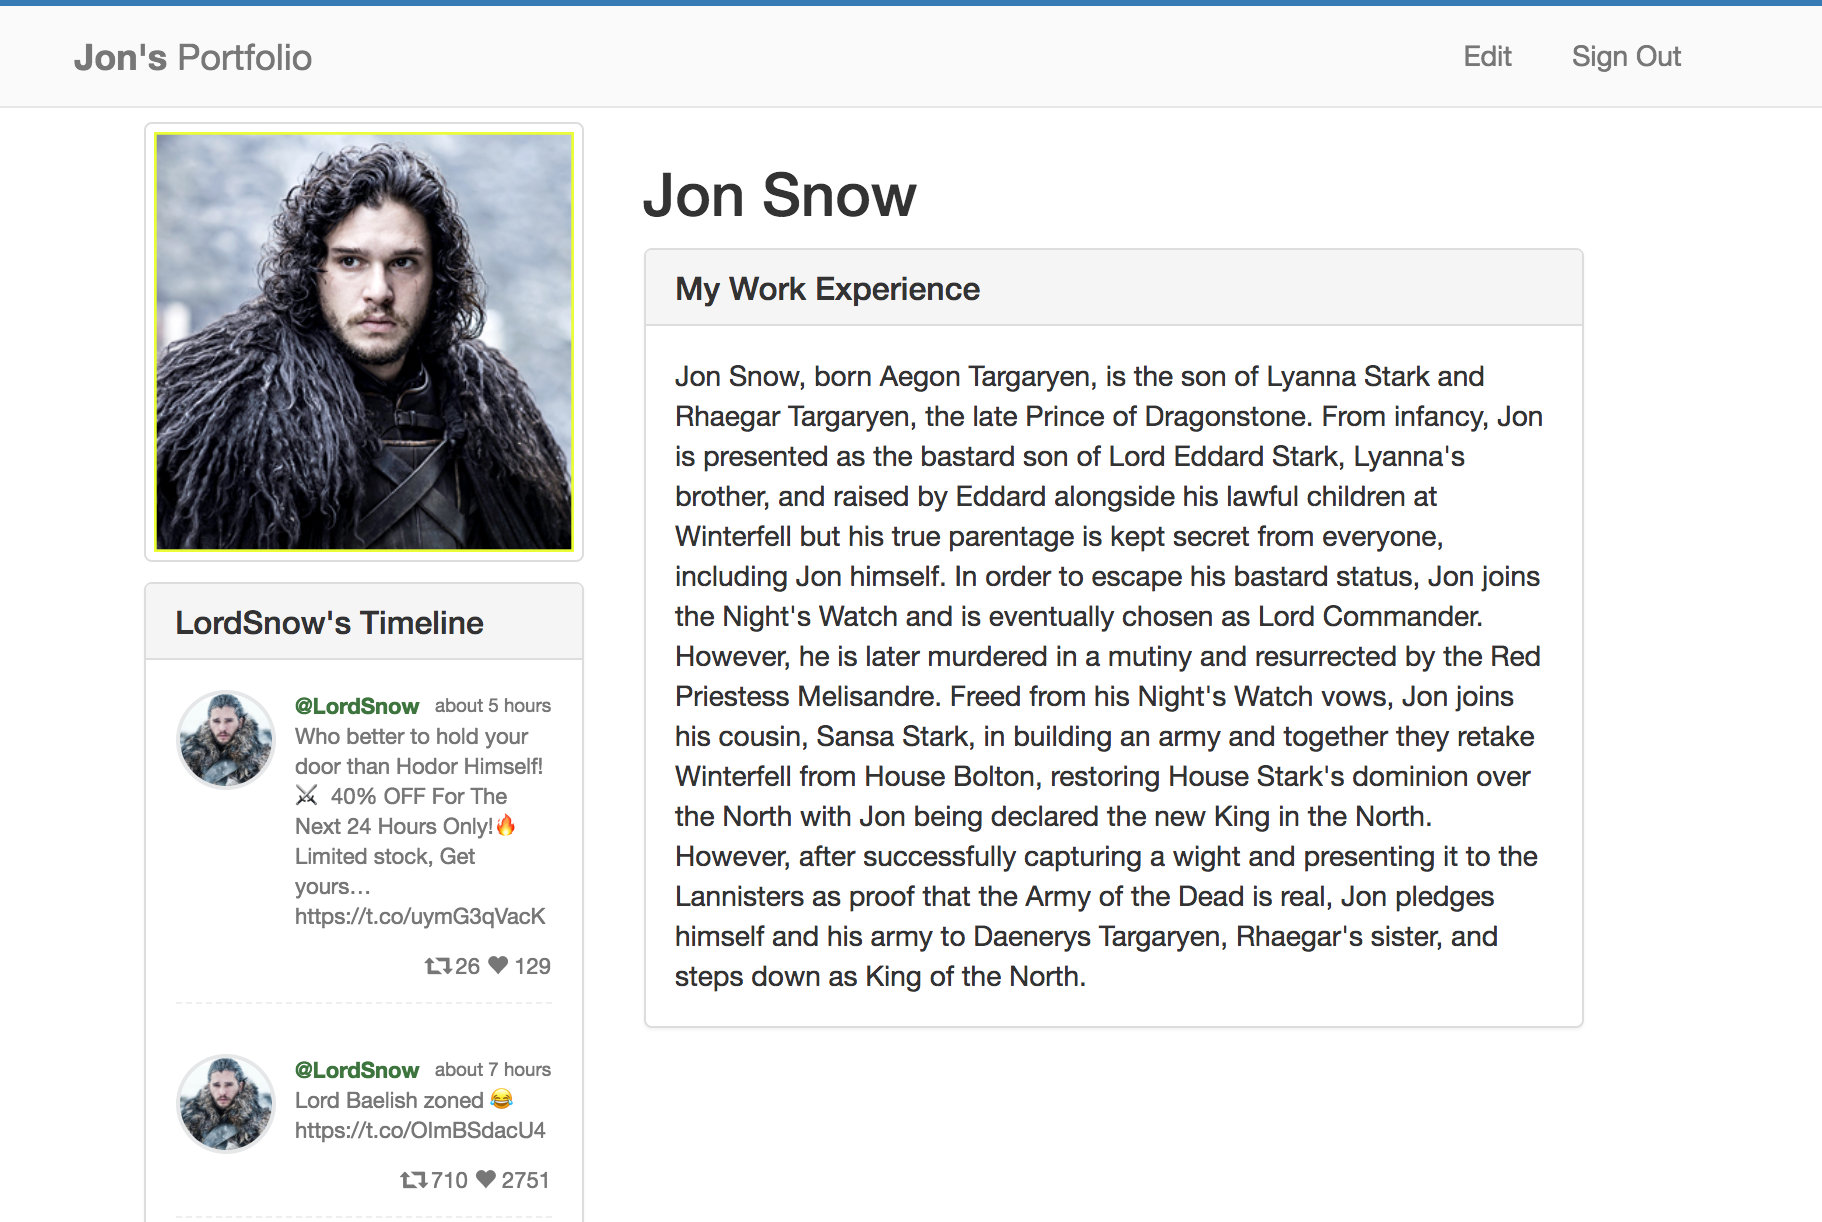 Jon's Portfolio
Edit
Sign Out
Jon Snow
My Work Experience
Jon Snow, born Aegon Targaryen, is the son of Lyanna Stark and
Rhaegar Targaryen, the late Prince of Dragonstone. From infancy, Jon
is presented as the bastard son of Lord Eddard Stark, Lyanna's
brother, and raised by Eddard alongside his lawful children at
Winterfell but his true parentage is kept secret from everyone,
including Jon himself. In order to escape his bastard status, Jon joins
the Night's Watch and is eventually chosen as Lord Commander.
However, he is later murdered in a mutiny and resurrected by the Red
Priestess Melisandre. Freed from his Night's Watch vows, Jon joins
his cousin, Sansa Stark, in building an army and together they retake
Winterfell from House Bolton, restoring House Stark's dominion over
the North with Jon being declared the new King in the North.
However, after successfully capturing a wight and presenting it to the
Lannisters as proof that the Army of the Dead is real, Jon pledges
himself and his army to Daenerys Targaryen, Rhaegar's sister, and
steps down as King of the North.
LordSnow's Timeline
@LordSnow about 5 hours
Who better to hold your
door than Hodor Himself!
⚔ 40% OFF For The
Next 24 Hours Only!🔥
Limited stock, Get
yours…
https://t.co/uymG3qVacK
26 129
@LordSnow about 7 hours
Lord Baelish zoned 😂
https://t.co/OImBSdacU4
710 2751